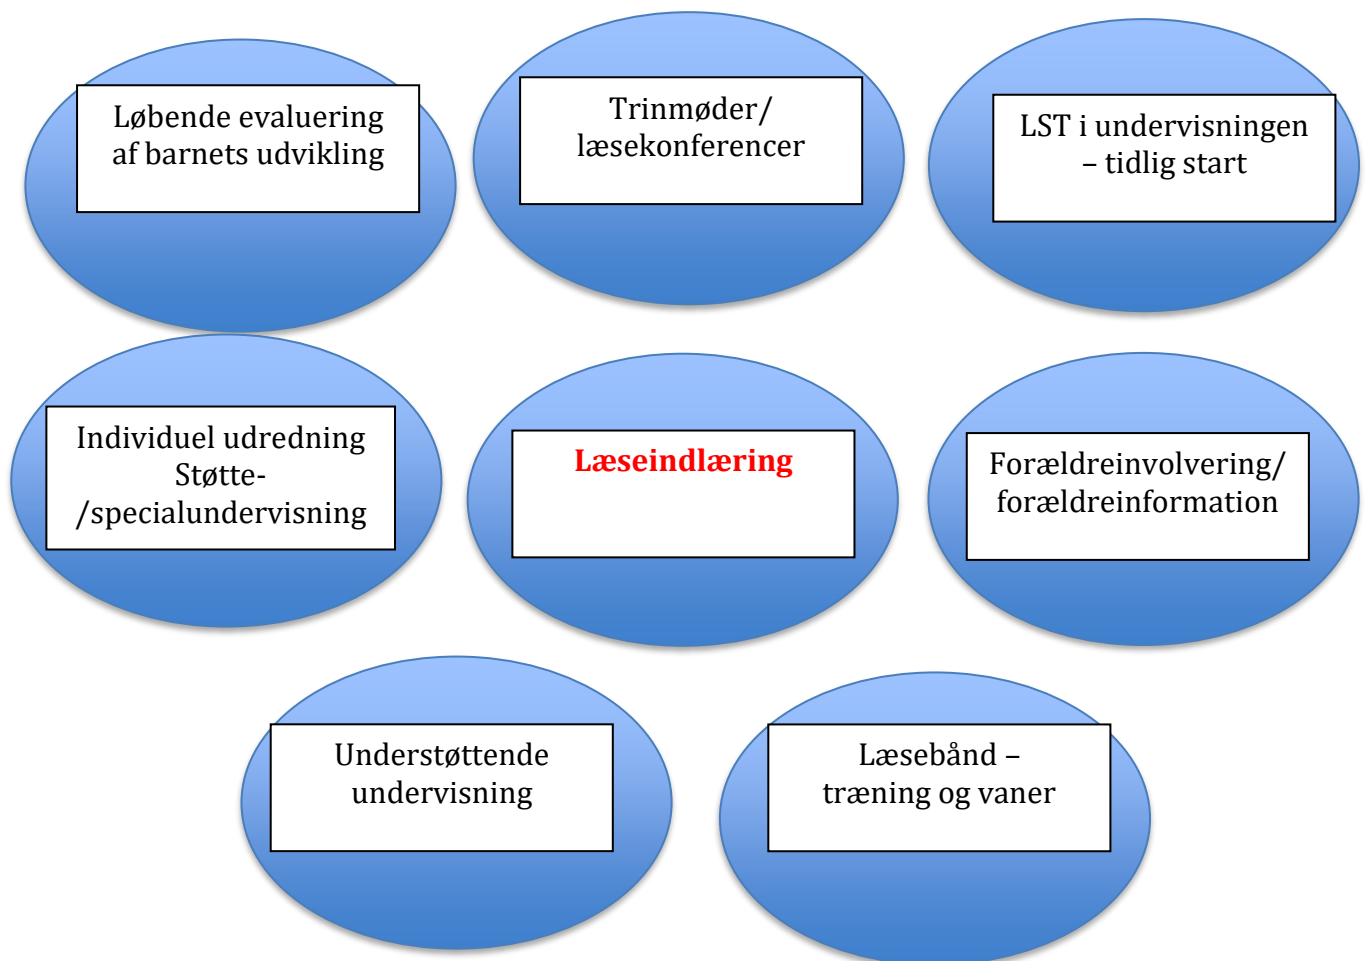 Løbende evaluering
af barnets udvikling
Trinmøder/
læsekonferencer
LST i undervisningen
– tidlig start
Individuel udredning
Støtte-
/specialundervisning
Læseindlæring
Forældreinvolvering/
forældreinformation
Understøttende
undervisning
Læsebånd –
træning og vaner